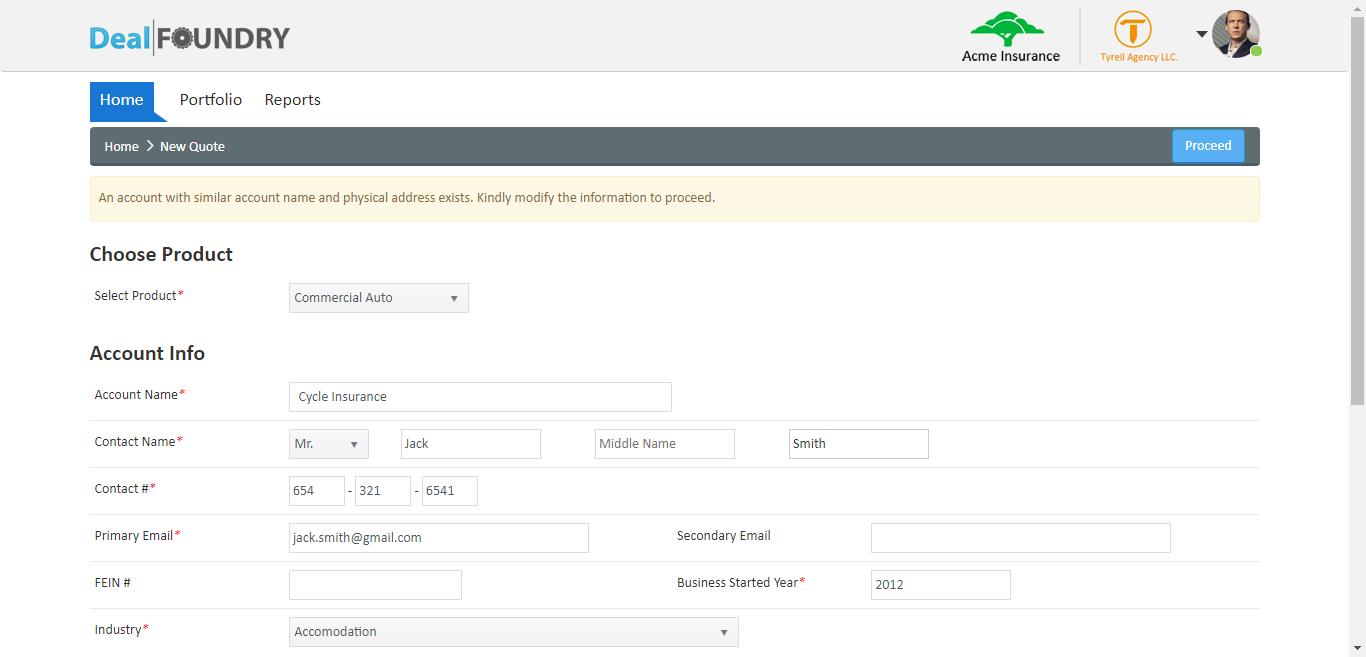 Deal FOUNDRY
Acme Insurance
T
Tyrell Agency LLC.
Home Portfolio Reports
Home New Quote Proceed
An account with similar account name and physical address exists. Kindly modify the information to proceed.
Choose Product
Select Product* Commercial Auto
Account Info
Account Name* Cycle Insurance
Contact Name* Mr. Jack Middle Name Smith
Contact #* 654 - 321 - 6541
Primary Email* jack.smith@gmail.com Secondary Email
FEIN # Business Started Year* 2012
Industry* Accomodation